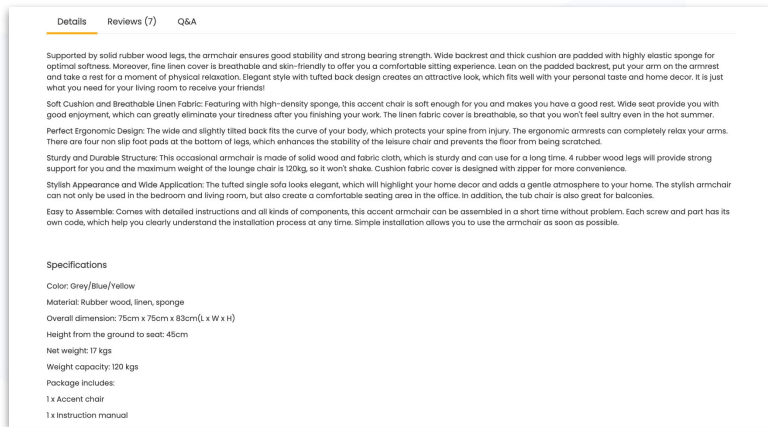 Details Reviews (7) Q&A
Supported by solid rubber wood legs, the armchair ensures good stability and strong bearing strength. Wide backrest and thick cushion are padded with highly elastic sponge for
optimal softness. Moreover, fine linen cover is breathable and skin-friendly to offer you a comfortable sitting experience. Lean on the padded backrest, put your arm on the armrest
and take a rest for a moment of physical relaxation. Elegant style with tufted back design creates an attractive look, which fits well with your personal taste and home decor. It is just
what you need for your living room to receive your friends!
Soft Cushion and Breathable Linen Fabric: Featuring with high-density sponge, this accent chair is soft enough for you and makes you have a good rest. Wide seat provide you with
good enjoyment, which can greatly eliminate your tiredness after you finishing your work. The linen fabric cover is breathable, so that you won't feel sultry even in the hot summer.
Perfect Ergonomic Design: The wide and slightly tilted back fits the curve of your body, which protects your spine from injury. The ergonomic armrests can completely relax your arms.
There are four non slip foot pads at the bottom of legs, which enhances the stability of the leisure chair and prevents the floor from being scratched.
Sturdy and Durable Structure: This occasional armchair is made of solid wood and fabric cloth, which is sturdy and can use for a long time. 4 rubber wood legs will provide strong
support for you and the maximum weight of the lounge chair is 120kg, so it won't shake. Cushion fabric cover is designed with zipper for more convenience.
Stylish Appearance and Wide Application: The tufted single sofa looks elegant, which will highlight your home decor and adds a gentle atmosphere to your home. The stylish armchair
can not only be used in the bedroom and living room, but also create a comfortable seating area in the office. In addition, the tub chair is also great for balconies.
Easy to Assemble: Comes with detailed instructions and all kinds of components, this accent armchair can be assembled in a short time without problem. Each screw and part has its
own code, which help you clearly understand the installation process at any time. Simple installation allows you to use the armchair as soon as possible.
Specifications
Color: Grey/Blue/Yellow
Material: Rubber wood, linen, sponge
Overall dimension: 75cm x 75cm x 83cm(L x W x H)
Height from the ground to seat: 45cm
Net weight: 17 kgs
Weight capacity: 120 kgs
Package includes:
1 x Accent chair
1 x Instruction manual